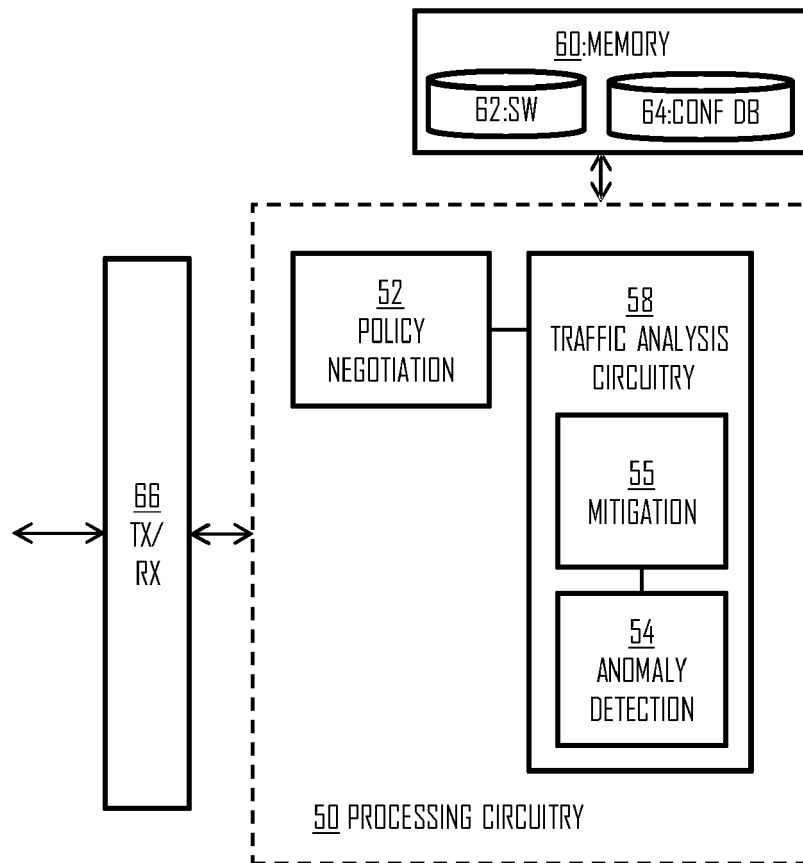 60:MEMORY
62:SW
64:CONF DB
52
POLICY
NEGOTIATION
58
TRAFFIC ANALYSIS
CIRCUITRY
55
MITIGATION
54
ANOMALY
DETECTION
66
TX/
RX
50 PROCESSING CIRCUITRY